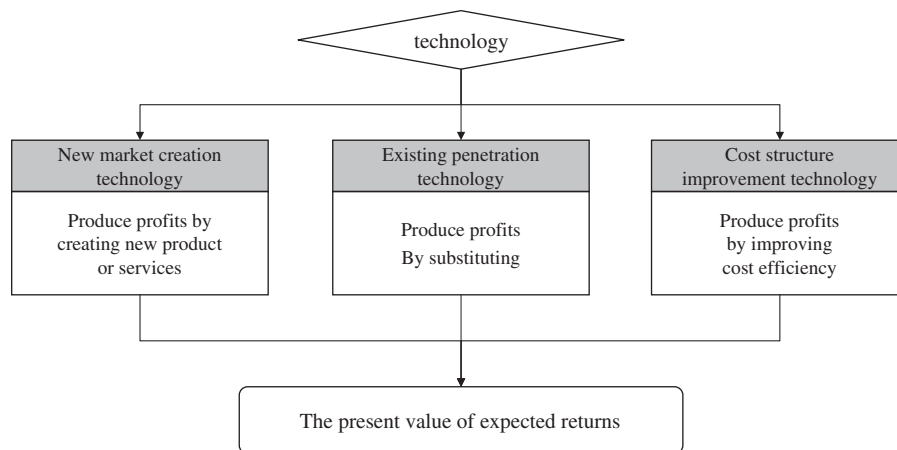 technology
New market creation
technology
Produce profits by
creating new product
or services
Existing penetration
technology
Produce profits
By substituting
Cost structure
improvement technology
Produce profits
by improving
cost efficiency
The present value of expected returns